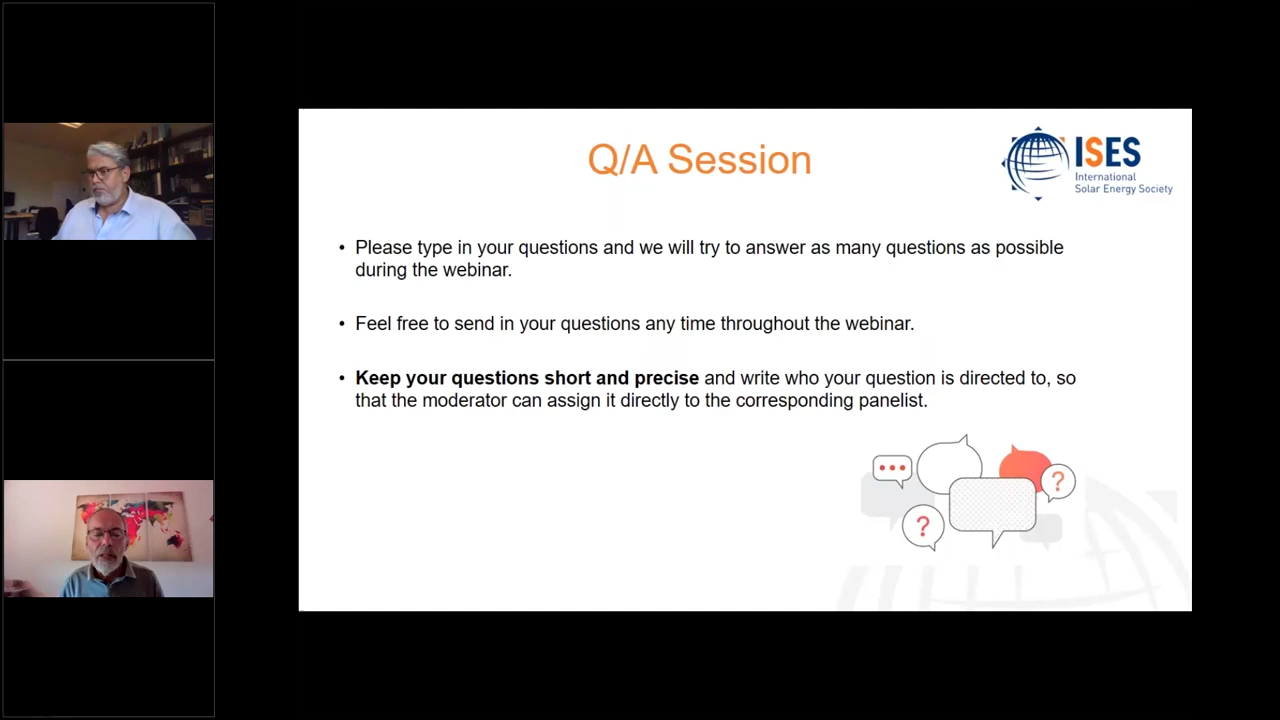 Q/A Session
ISES
International
Solar Energy Society
• Please type in your questions and we will try to answer as many questions as possible
during the webinar.
• Feel free to send in your questions any time throughout the webinar.
• Keep your questions short and precise and write who your question is directed to, so
that the moderator can assign it directly to the corresponding panelist.
?
?